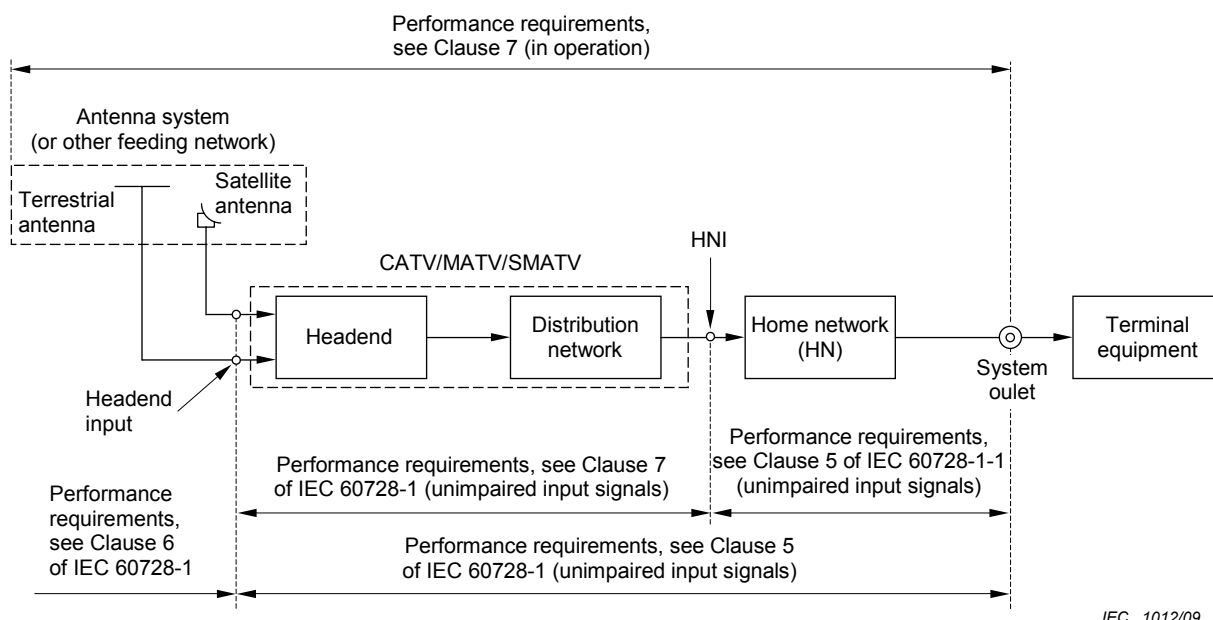 Performance requirements,
see Clause 7 (in operation)
Antenna system
(or other feeding network)
Terrestrial
antenna
Satellite
antenna
HNI
CATV/MATV/SMATV
Headend
Distribution
network
Home network
(HN)
Terminal
equipment
System
oulet
Headend
input
Performance requirements,
see Clause 5 of IEC 60728-1-1
(unimpaired input signals)
Performance requirements, see Clause 7
of IEC 60728-1 (unimpaired input signals)
Performance
requirements,
see Clause 6
of IEC 60728-1
Performance requirements, see Clause 5
of IEC 60728-1 (unimpaired input signals)
IEC 1012/09